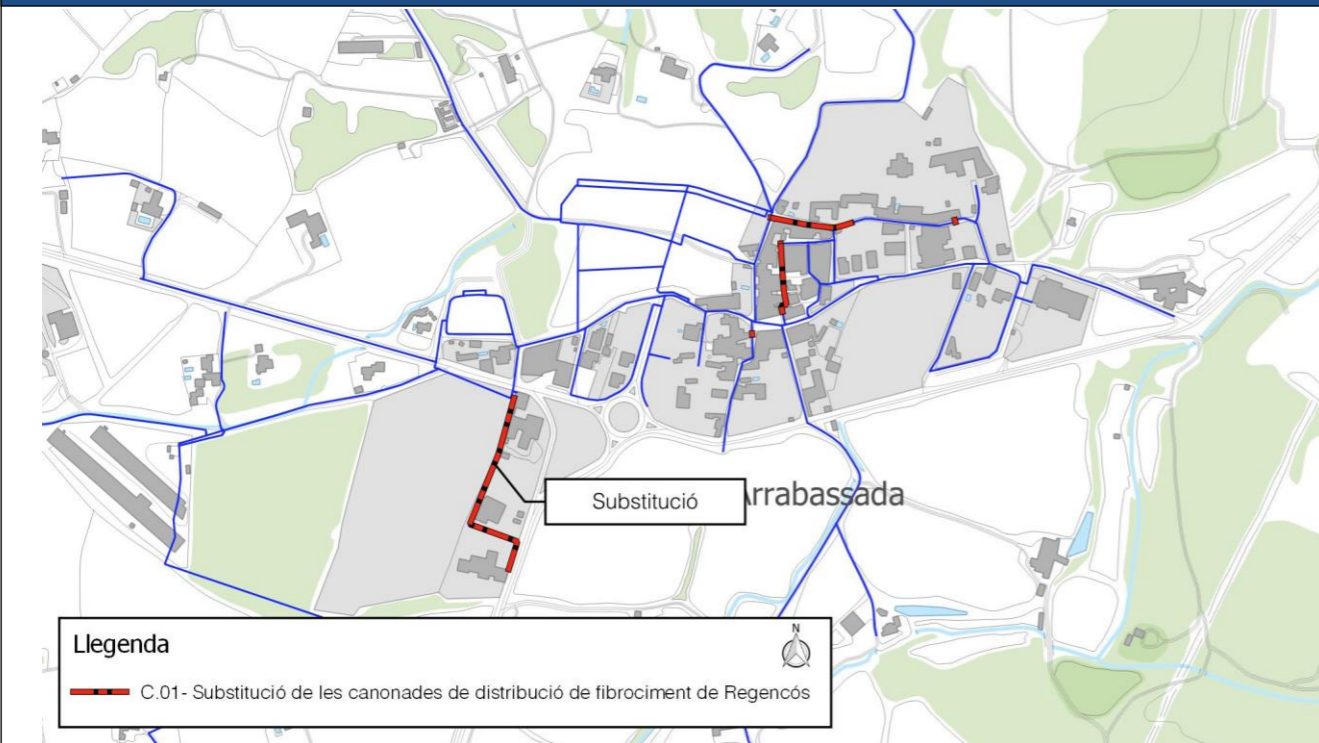 Substitució
Arrabassada
Llegenda
N
C.01- Substitució de les canonades de distribució de fibrociment de Regencós